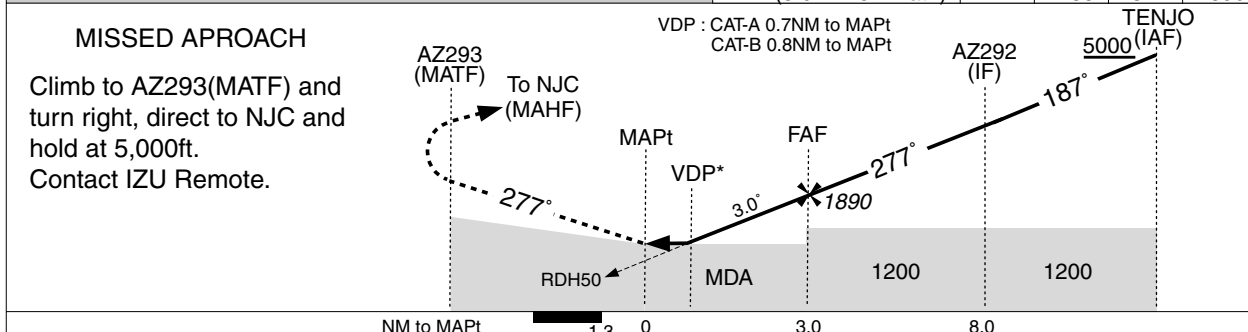 MISSED APROACH
Climb to AZ293(MATF) and
turn right, direct to NJC and
hold at 5,000ft.
Contact IZU Remote.
VDP : CAT-A 0.7NM to MAPt
CAT-B 0.8NM to MAPt
TENJO
(IAF)
5000
AZ293
(MATF)
AZ292
(IF)
To NJC
(MAHF)
187°
MAPt
FAF
277°
VDP*
277°
3.0°
1890
RDH50
MDA
1200
1200
NM to MAPt
1.3
0
3.0
8.0